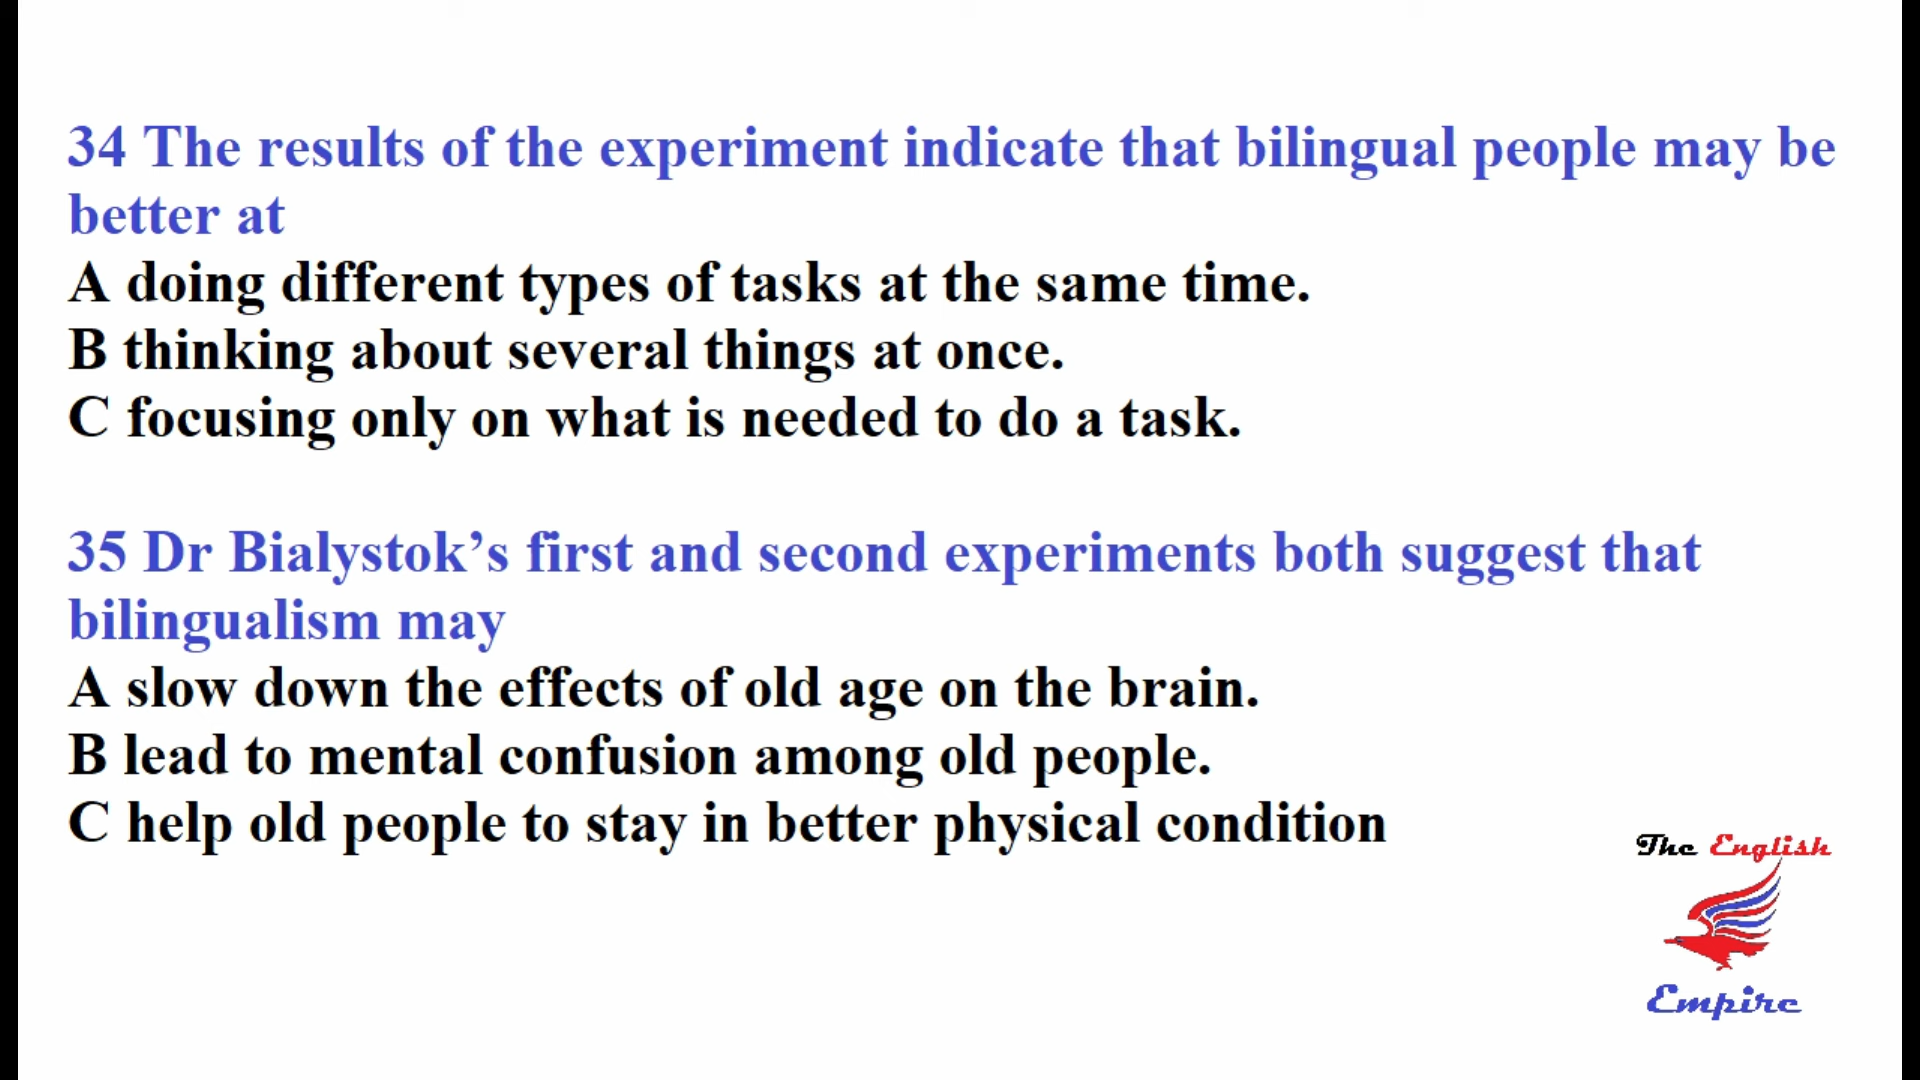 34 The results of the experiment indicate that bilingual people may be
better at
A doing different types of tasks at the same time.
B thinking about several things at once.
C focusing only on what is needed to do a task.
35 Dr Bialystok’s first and second experiments both suggest that
bilingualism may
A slow down the effects of old age on the brain.
B lead to mental confusion among old people.
C help old people to stay in better physical condition
The English
Empire